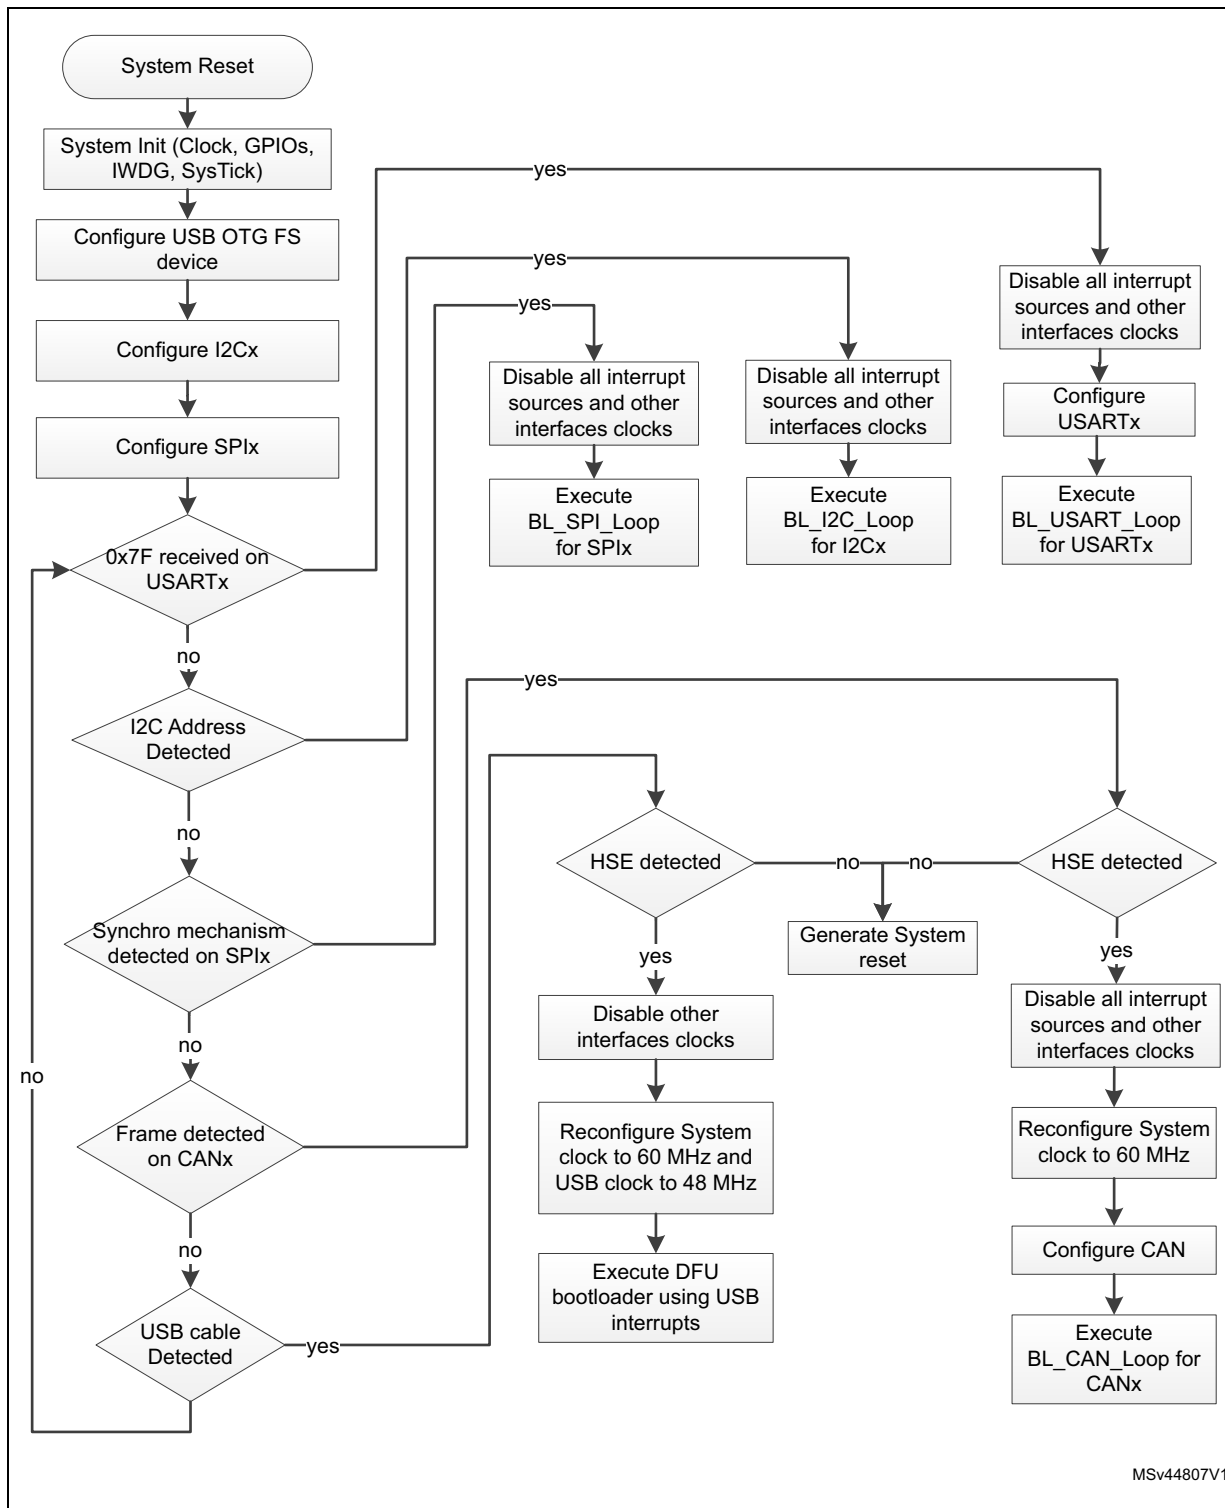 System Reset
System Init (Clock, GPIOs,
IWDG, SysTick)
yes
Configure USB OTG FS
device
yes
Disable all interrupt
sources and other
interfaces clocks
yes
Configure I2Cx
Disable all interrupt
sources and other
interfaces clocks
Disable all interrupt
sources and other
interfaces clocks
Configure
USARTx
Configure SPIx
Execute
BL_SPI_Loop
for SPIx
Execute
BL_I2C_Loop
for I2Cx
Execute
BL_USART_Loop
for USARTx
0x7F received on
USARTx
no
yes
I2C Address
Detected
no
HSE detected
no
no
HSE detected
Synchro mechanism
detected on SPIx
Generate System
reset
yes
yes
Disable other
interfaces clocks
Disable all interrupt
sources and other
interfaces clocks
no
no
Frame detected
on CANx
Reconfigure System
clock to 60 MHz and
USB clock to 48 MHz
Reconfigure System
clock to 60 MHz
no
Configure CAN
Execute DFU
bootloader using USB
interrupts
USB cable
Detected
yes
Execute
BL_CAN_Loop for
CANx
MSv44807V1